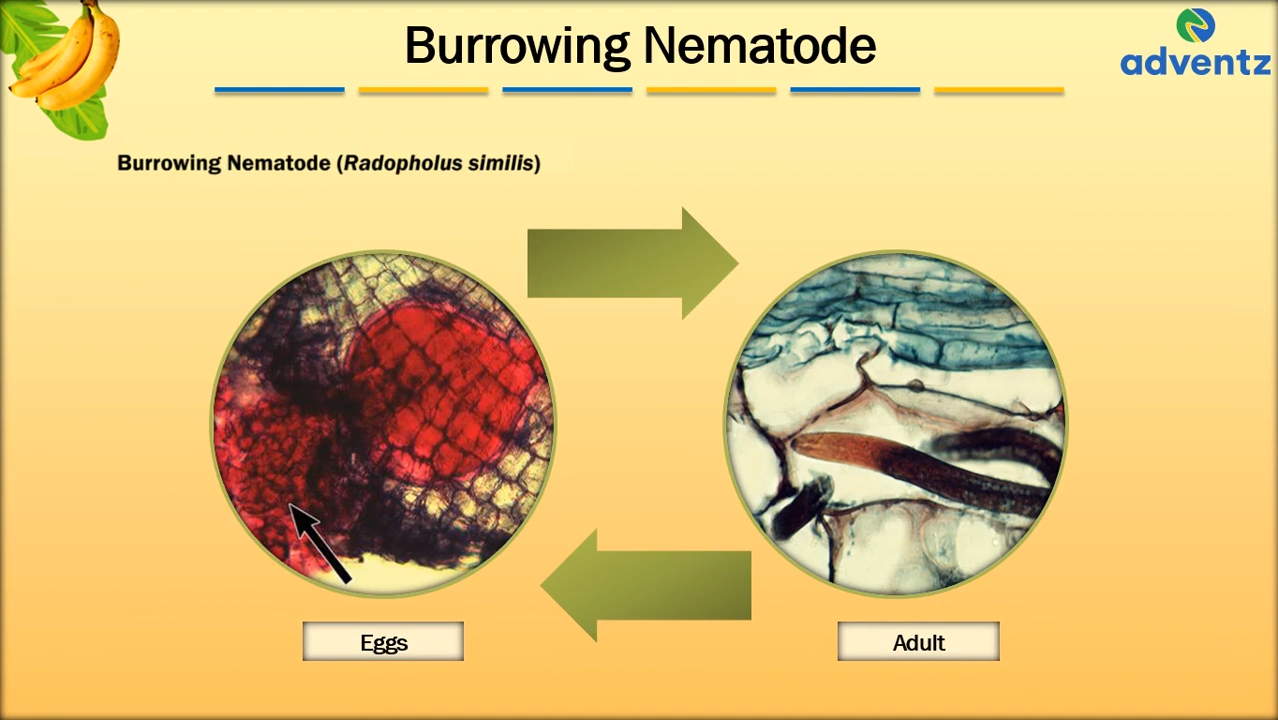 Burrowing Nematode
adventz
Burrowing Nematode (Radopholus similis)
Eggs
Adult